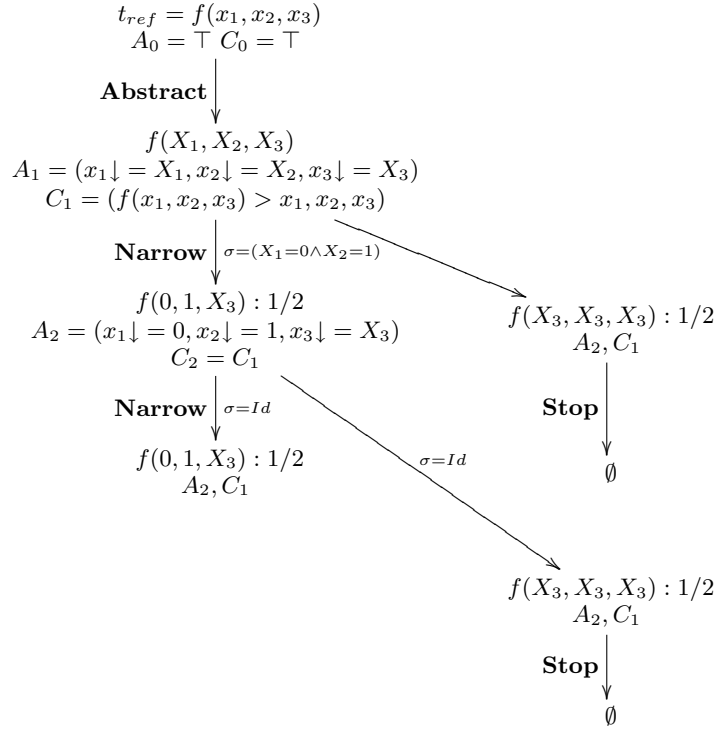 t_{ref} = f(x_1, x_2, x_3)
A_0 = ⊤ C_0 = ⊤
Abstract
f(X_1, X_2, X_3)
A_1 = (x_1↓ = X_1, x_2↓ = X_2, x_3↓ = X_3)
C_1 = (f(x_1, x_2, x_3) > x_1, x_2, x_3)
Narrow σ=(X_1=0∧X_2=1)
f(0, 1, X_3) : 1/2
A_2 = (x_1↓ = 0, x_2↓ = 1, x_3↓ = X_3)
C_2 = C_1
f(X_3, X_3, X_3) : 1/2
A_2, C_1
Narrow σ=Id
Stop
f(0, 1, X_3) : 1/2
A_2, C_1
σ=Id
∅
f(X_3, X_3, X_3) : 1/2
A_2, C_1
Stop
∅